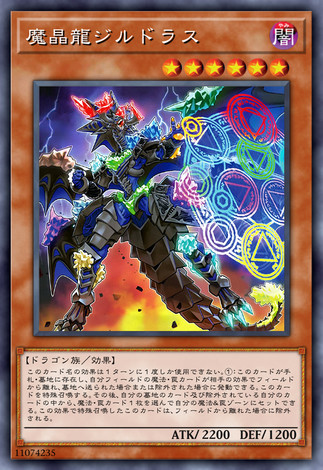 魔晶龍ジルドラス
闇
やみ
【ドラゴン族／効果】
このカード名の効果は１ターンに１度しか使用できない。①：このカードが手
札・墓地に存在し、自分フィールドの魔法・罠カードが相手の効果でフィールド
から離れ、墓地へ送られた場合または除外された場合に発動できる。このカード
を特殊召喚する。その後、自分の墓地のカード及び除外されている自分のカー
ドの中から、魔法・罠カード１枚を選んで自分の魔法＆罠ゾーンにセットでき
る。この効果で特殊召喚したこのカードは、フィールドから離れた場合に除外
される。
ATK/ 2200 DEF/1200
11074235